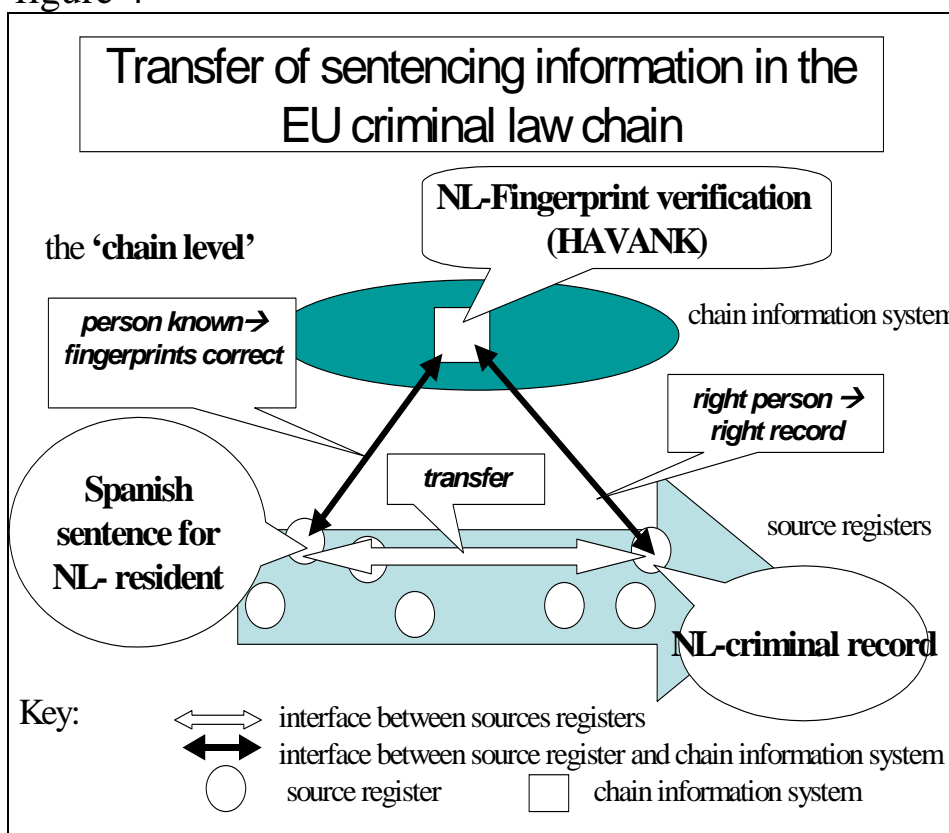 figure 4
Transfer of sentencing information in the
EU criminal law chain
NL-Fingerprint verification
(HAVANK)
the ‘chain level’
person known→
fingerprints correct
chain information system
right person →
right record
transfer
Spanish
sentence for
NL- resident
source registers
NL-criminal record
Key:
interface between sources registers
interface between source register and chain information system
source register
chain information system